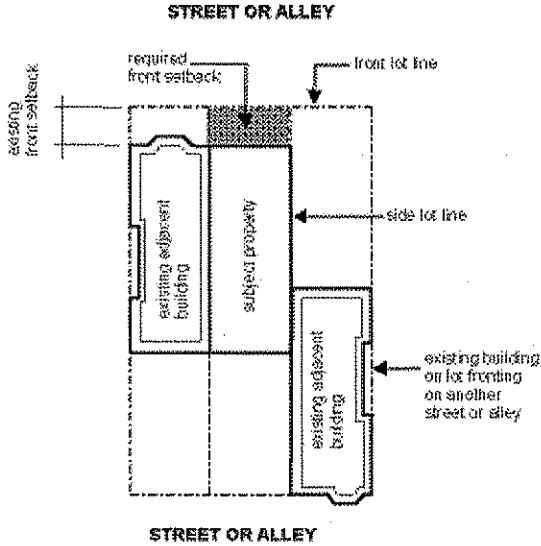 STREET OR ALLEY
required
front setback
front lot line
existing
front setback
side lot line
existing adjacent
building
subject property
existing adjacent
building
existing building
on lot fronting
on another
street or alley
STREET OR ALLEY